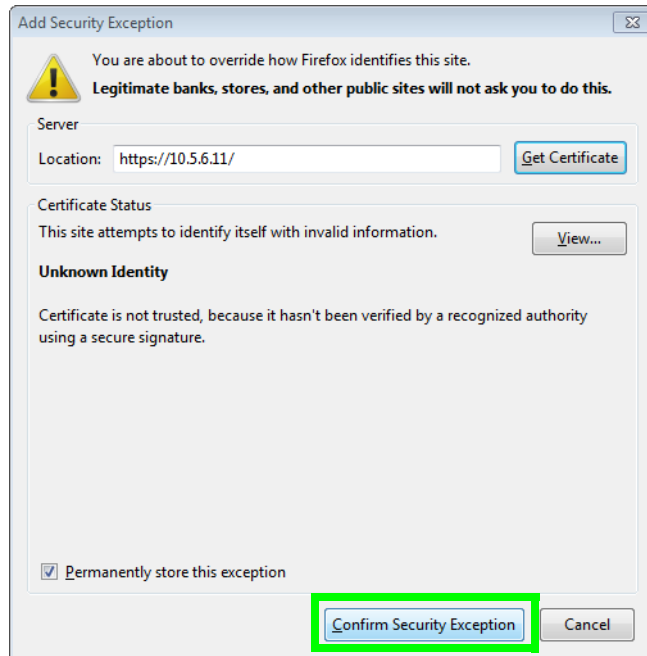 Add Security Exception
You are about to override how Firefox identifies this site.
Legitimate banks, stores, and other public sites will not ask you to do this.
Server
Location: https://10.5.6.11/ Get Certificate
Certificate Status
This site attempts to identify itself with invalid information.
View...
Unknown Identity
Certificate is not trusted, because it hasn't been verified by a recognized authority
using a secure signature.
Permanently store this exception
Confirm Security Exception Cancel